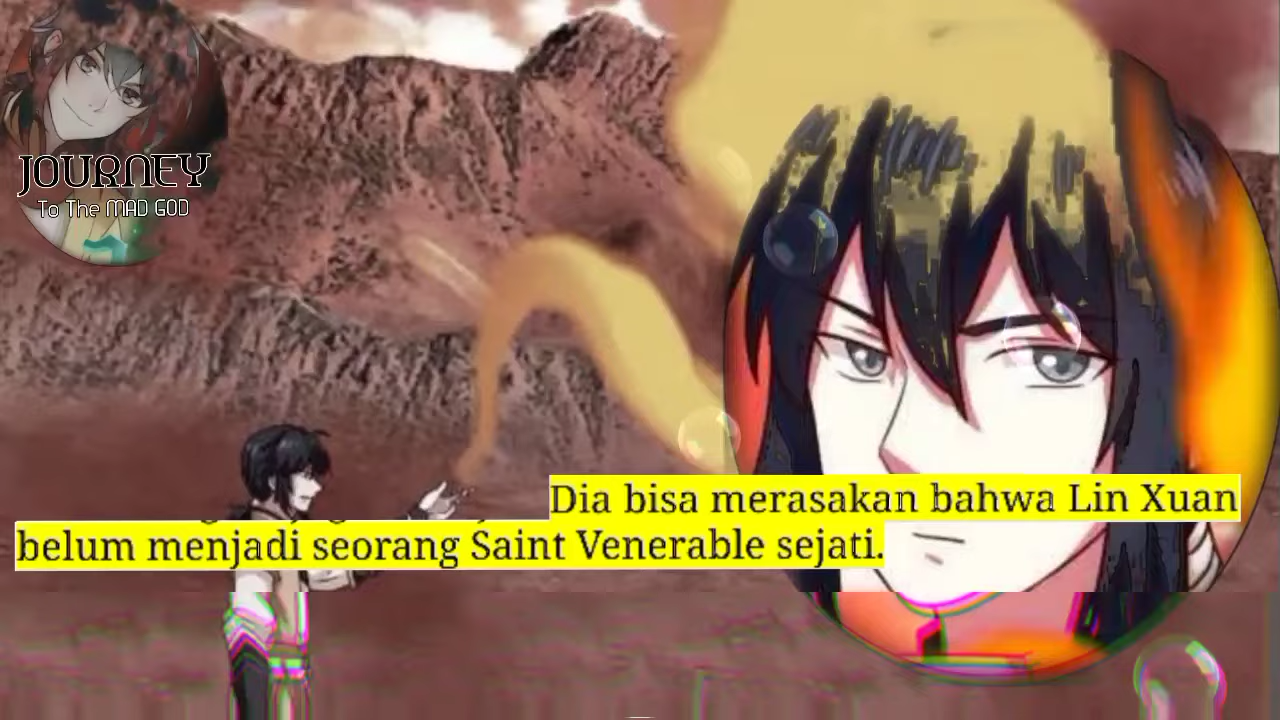 JOURNEY
To The MAD GOD
Dia bisa merasakan bahwa Lin Xuan
belum menjadi seorang Saint Venerable sejati.